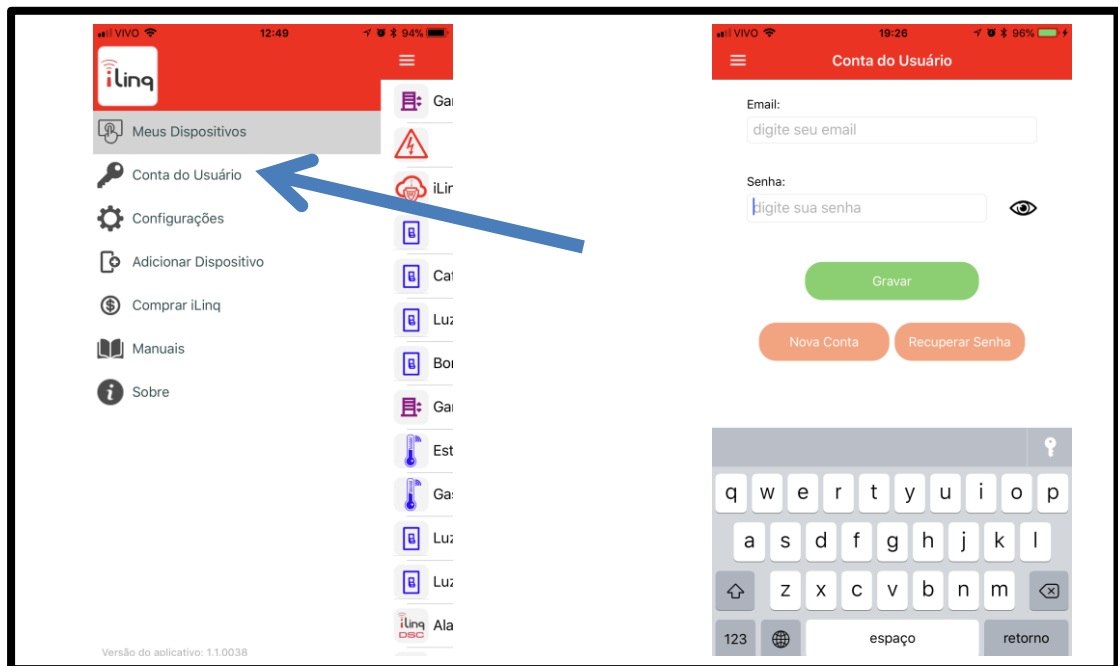 VIVO 12:49 94%
iLinq
Meus Dispositivos
Conta do Usuário
Configurações
Adicionar Dispositivo
Comprar iLinq
Manuais
Sobre
Versão do aplicativo: 1.1.0038
Gar
iLin
Caf
Luz
Bor
Gar
Est
Gas
Luz
Luz
iLinq DSC Ala
VIVO 19:26 96%
Conta do Usuário
Email:
digite seu email
Senha:
digite sua senha
Gravar
Nova Conta Recuperar Senha
q w e r t y u i o p
a s d f g h j k l
z x c v b n m
123 espaço retorno